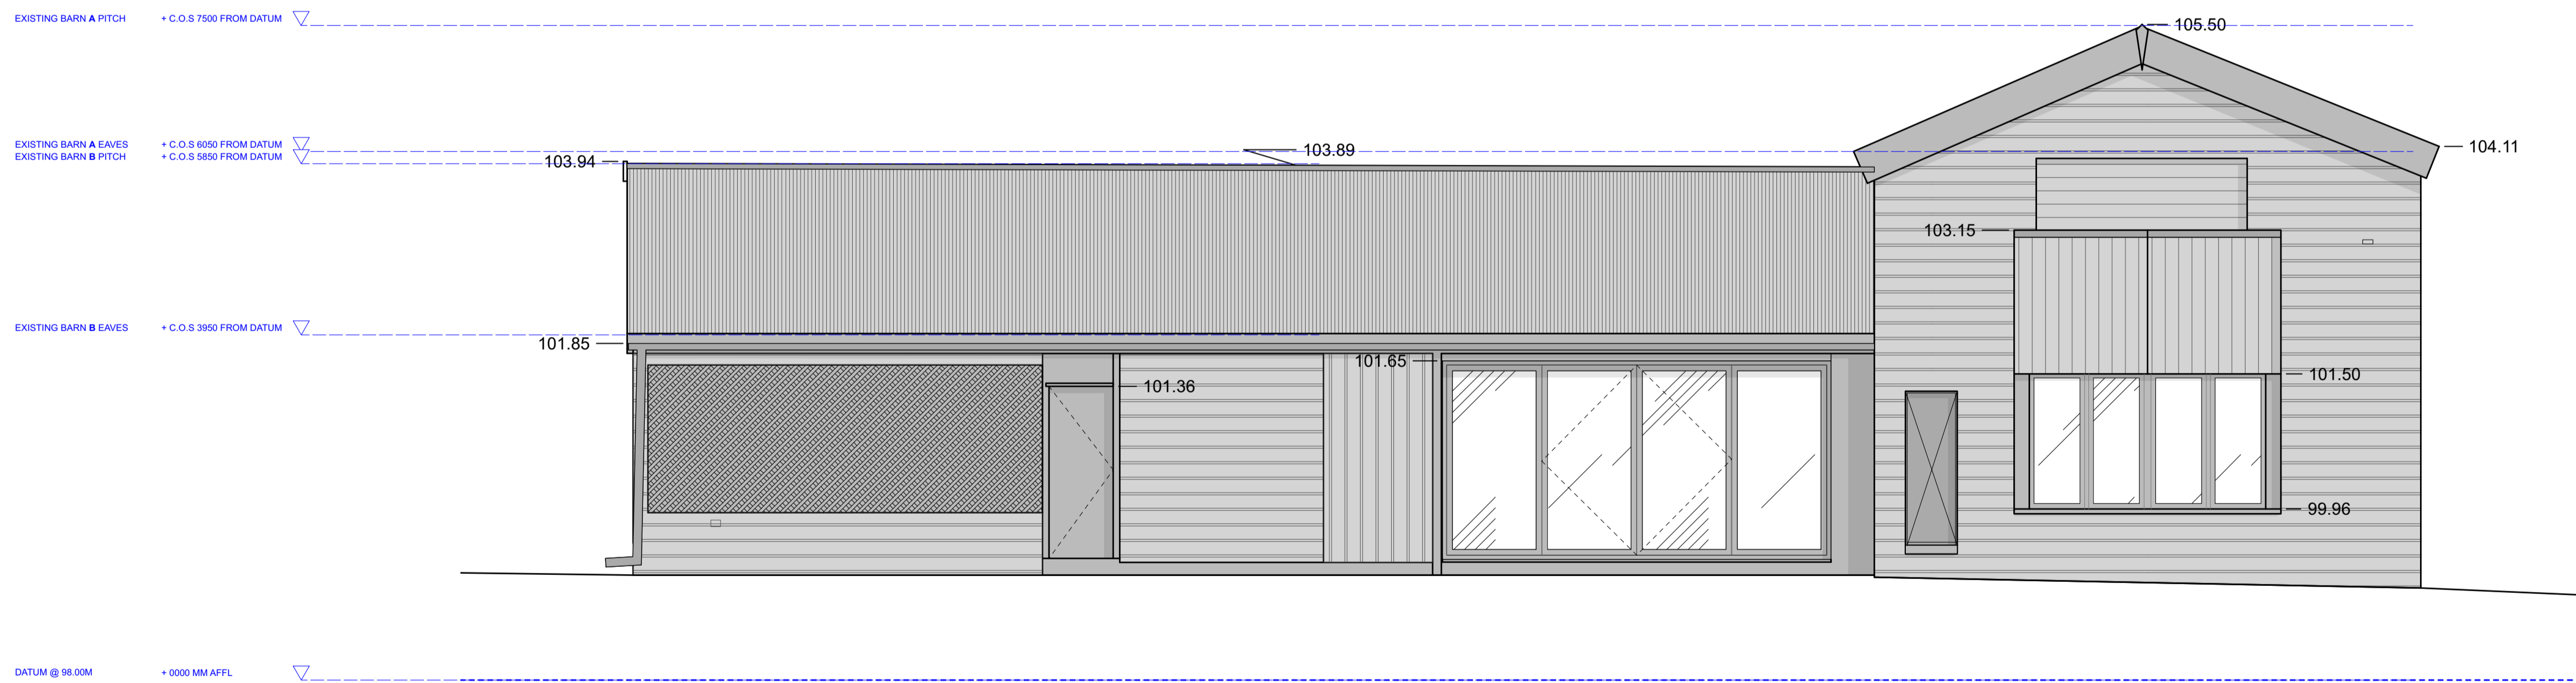 EXISTING BARN A PITCH + C.O.S 7500 FROM DATUM
105.50
EXISTING BARN A EAVES + C.O.S 6050 FROM DATUM
EXISTING BARN B PITCH + C.O.S 5850 FROM DATUM
103.94
103.89
104.11
103.15
EXISTING BARN B EAVES + C.O.S 3950 FROM DATUM
101.85
101.65
101.36
101.50
99.96
DATUM @ 98.00M + 0000 MM AFFL